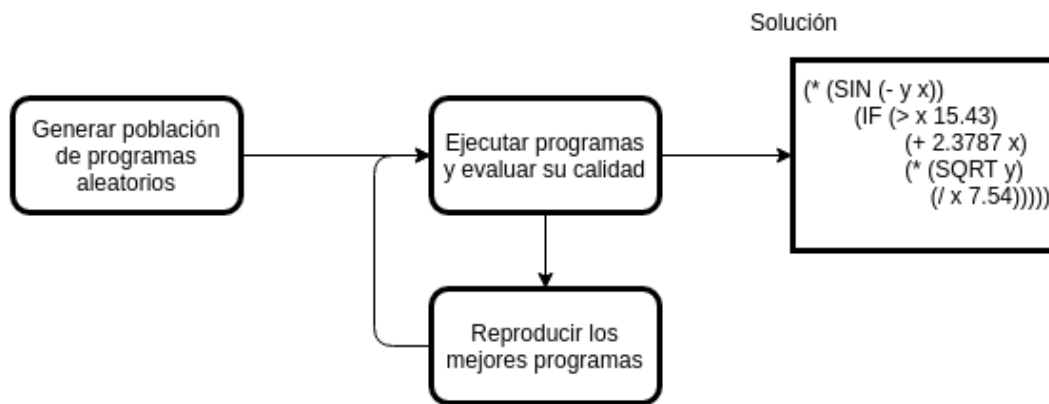 Solución
Generar población
de programas
aleatorios
Ejecutar programas
y evaluar su calidad
Reproducir los
mejores programas
(* (SIN (- y x))
(IF (> x 15.43)
(+ 2.3787 x)
(* (SQRT y)
(/ x 7.54)))))